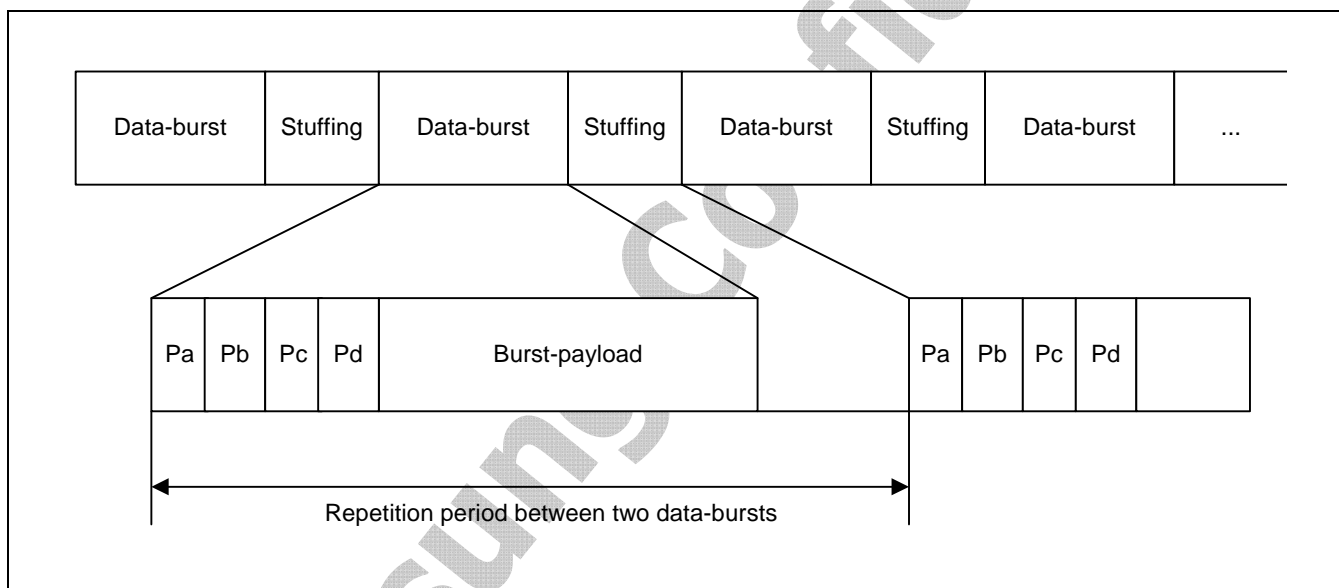 Data-burst Stuffing Data-burst Stuffing Data-burst Stuffing Data-burst ...
Pa Pb Pc Pd Burst-payload Pa Pb Pc Pd
Repetition period between two data-bursts